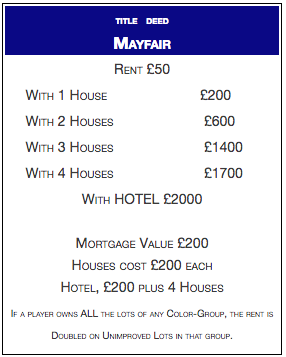 TITLE DEED
MAYFAIR
RENT £50
WITH 1 HOUSE £200
WITH 2 HOUSES £600
WITH 3 HOUSES £1400
WITH 4 HOUSES £1700
WITH HOTEL £2000
MORTGAGE VALUE £200
HOUSES COST £200 EACH
HOTEL, £200 PLUS 4 HOUSES
IF A PLAYER OWNS ALL THE LOTS OF ANY COLOR-GROUP, THE RENT IS
DOUBLED ON UNIMPROVED LOTS IN THAT GROUP.